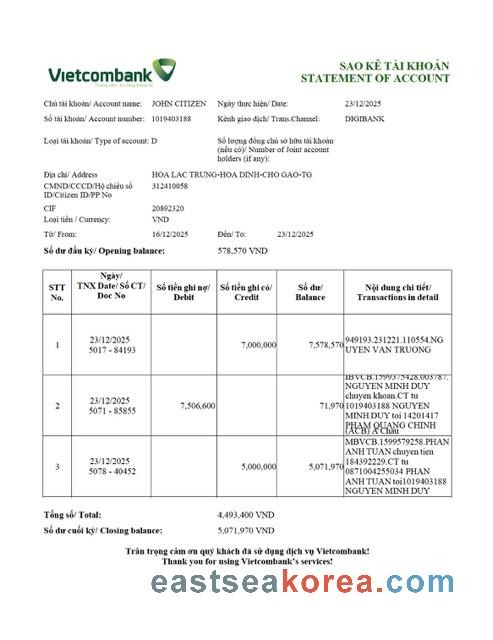 Vietcombank
SAO KÊ TÀI KHOẢN
STATEMENT OF ACCOUNT
Chủ tài khoản/ Account name: JOHN CITIZEN Ngày thực hiện/ Date: 23/12/2025
Số tài khoản/ Account number: 1019403188 Kênh giao dịch/ Trans.Channel: DIGIBANK
Loại tài khoản/ Type of account: D Số lượng đồng chủ sở hữu tài khoản
(nếu có)/ Number of Joint account
holders (if any):
Địa chỉ/ Address HOA LAC TRUNG-HOA DINH-CHO GAO-TG
CMND/CCCD/Hộ chiếu số 312410058
ID/Citizen ID/PP No
CIF 20892320
Loại tiền / Currency: VND
Từ/ From: 16/12/2025 Đến/ To: 23/12/2025
Số dư đầu kỳ/ Opening balance: 578,570 VND
STT
No.
Ngày/
TNX Date/ Số CT/
Doc No
Số tiền ghi nợ/
Debit
Số tiền ghi có/
Credit
Số dư/
Balance
Nội dung chi tiết/
Transactions in detail
1
23/12/2025
5017 - 84193
7,000,000
7,578,570
949193.231221.110554.NG
UYEN VAN TRUONG
2
23/12/2025
5071 - 85855
7,506,600
71,970
IBVCB.1599375428.003787.
NGUYEN MINH DUY
chuyen khoan.CT tu
1019403188 NGUYEN
MINH DUY toi 14201417
PHAM QUANG CHINH
(ACB) A Chau
3
23/12/2025
5078 - 40452
5,000,000
5,071,970
MBVCB.1599579258.PHAN
ANH TUAN chuyen tien
184392229.CT tu
0871004255034 PHAN
ANH TUAN toi1019403188
NGUYEN MINH DUY
Tổng số/ Total: 4,493,400 VND
Số dư cuối kỳ/ Closing balance: 5,071,970 VND
Trân trọng cảm ơn quý khách đã sử dụng dịch vụ Vietcombank!
Thank you for using Vietcombank's services!
eastseakorea.com